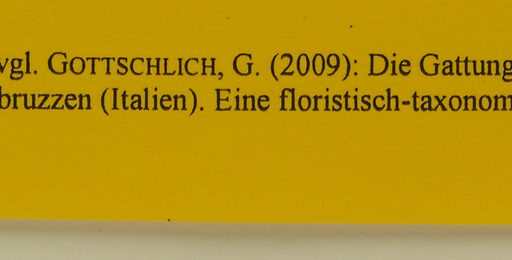 vgl. GOTTSCHLICH, G. (2009): Die Gattung
bruzzen (Italien). Eine floristisch-taxonom